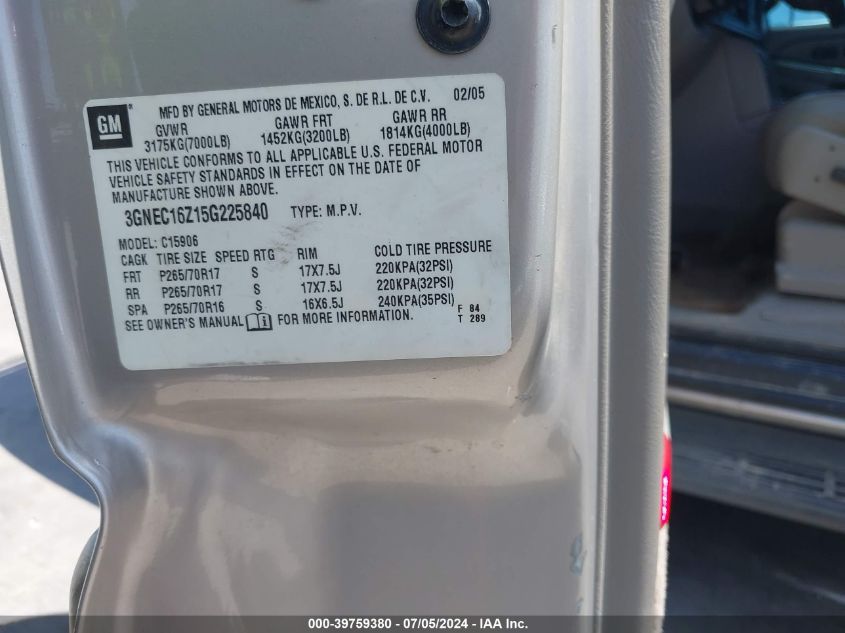 GM® MFD BY GENERAL MOTORS DE MEXICO, S. DE R.L. DE C.V. 02/05
GVWR GAWR FRT GAWR RR
3175KG(7000LB) 1452KG(3200LB) 1814KG(4000LB)
THIS VEHICLE CONFORMS TO ALL APPLICABLE U.S. FEDERAL MOTOR
VEHICLE SAFETY STANDARDS IN EFFECT ON THE DATE OF
MANUFACTURE SHOWN ABOVE.
3GNEC16Z15G225840 TYPE: M.P.V.
MODEL: C15906
CAGK TIRE SIZE SPEED RTG RIM COLD TIRE PRESSURE
FRT P265/70R17 S 17X7.5J 220KPA(32PSI)
RR P265/70R17 S 17X7.5J 220KPA(32PSI)
SPA P265/70R16 S 16X6.5J 240KPA(35PSI)
SEE OWNER'S MANUAL FOR MORE INFORMATION.
F 84
T 289
000-39759380 - 07/05/2024 - IAA Inc.